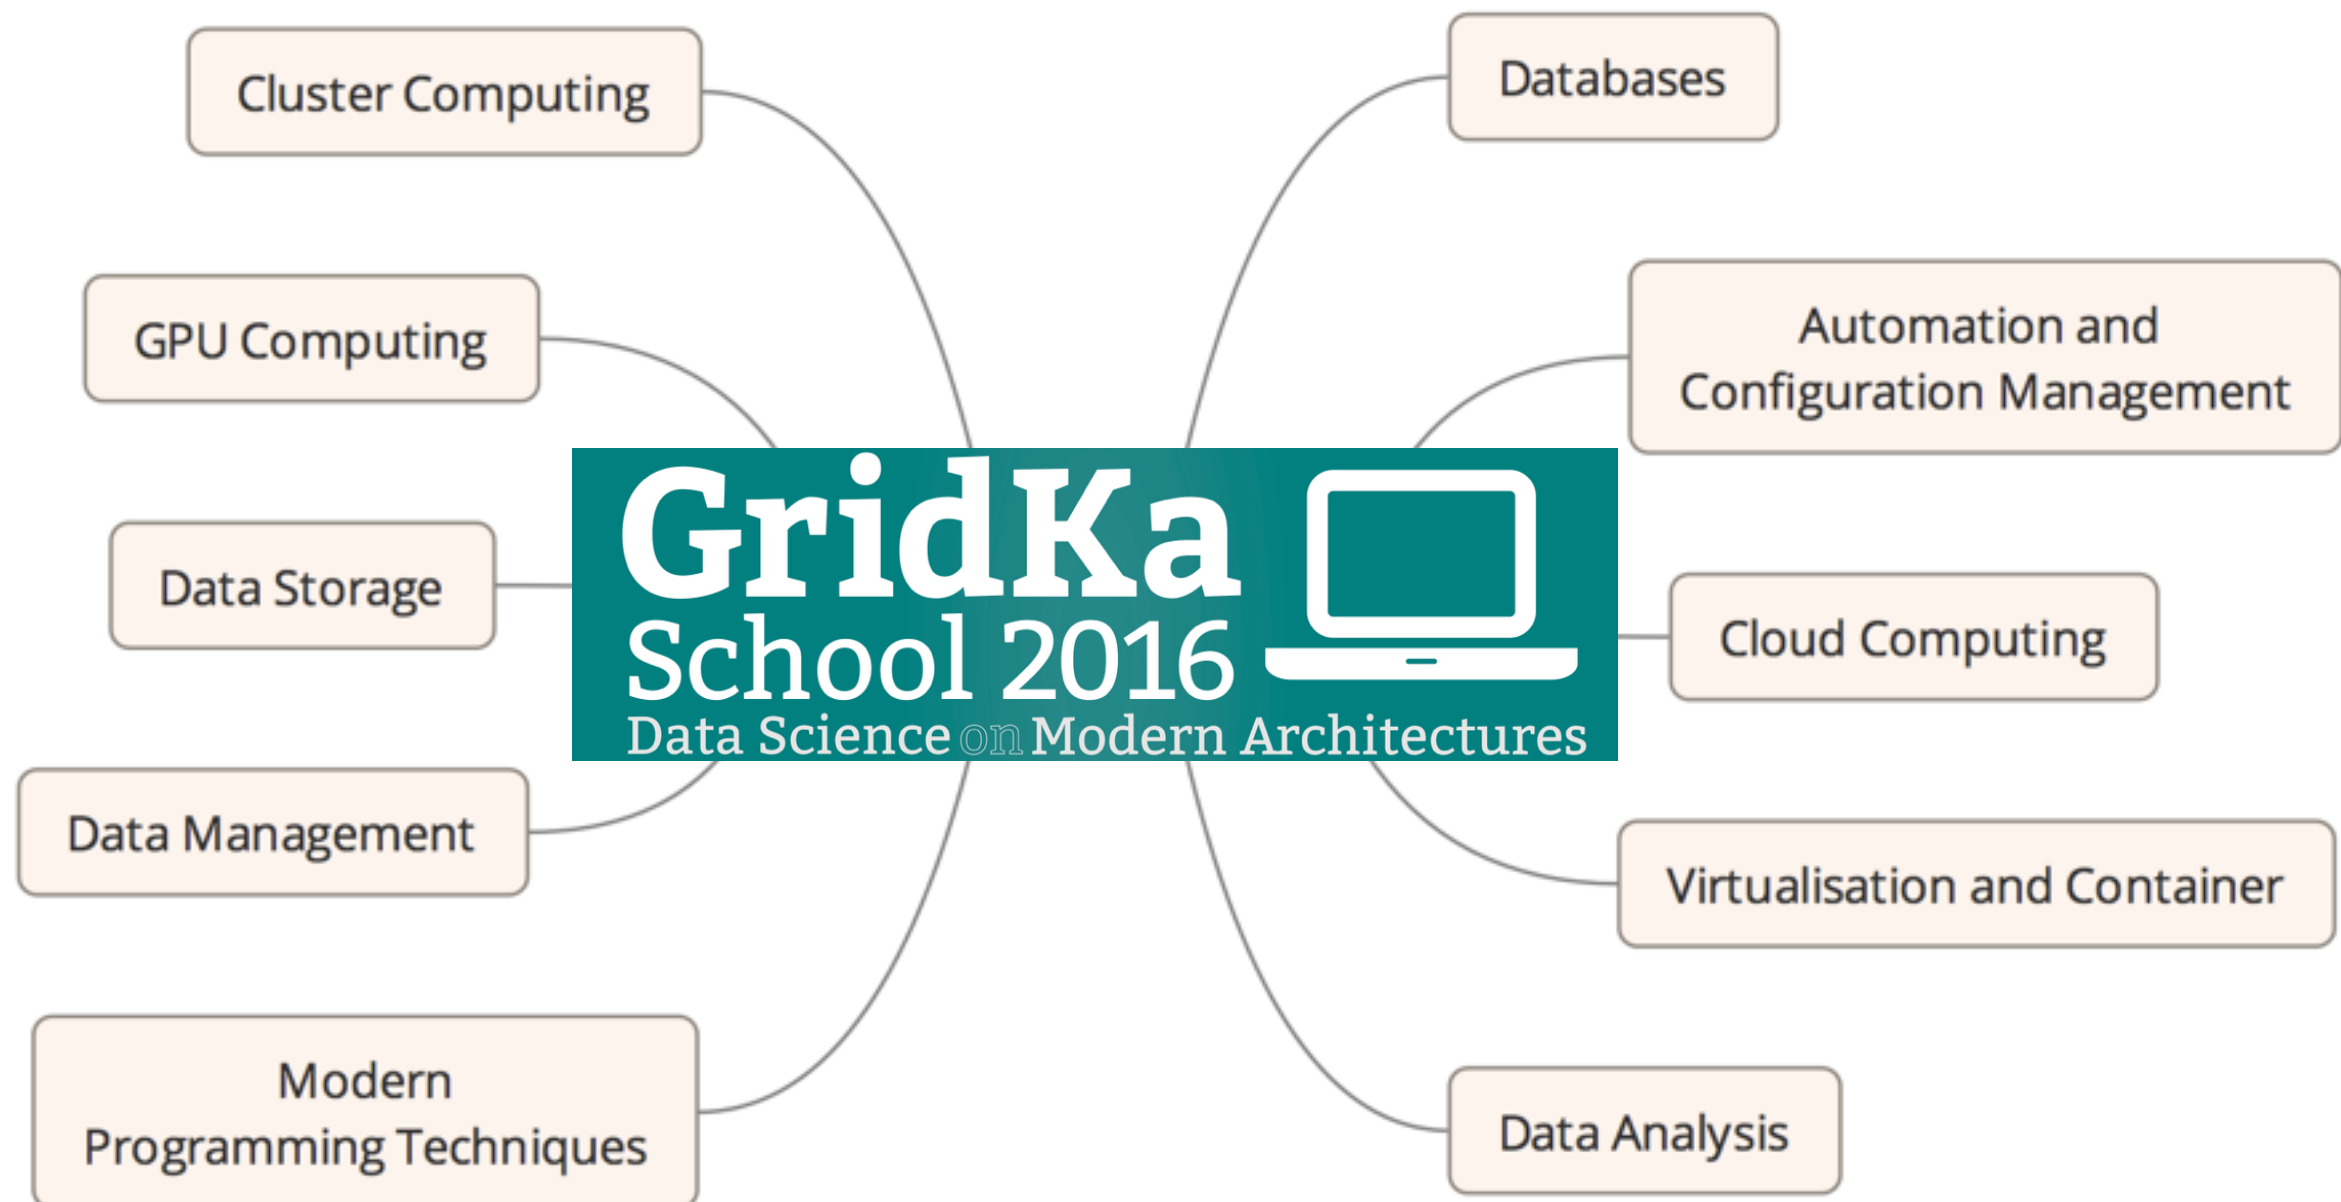 Cluster Computing
GPU Computing
Data Storage
Data Management
Modern
Programming Techniques
GridKa
School 2016
Data Science on Modern Architectures
Databases
Automation and
Configuration Management
Cloud Computing
Virtualisation and Container
Data Analysis